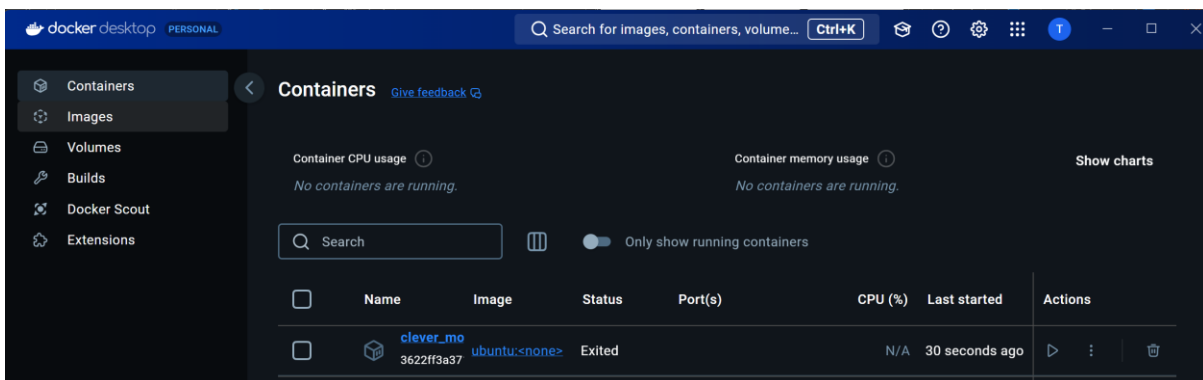 docker desktop PERSONAL
Search for images, containers, volume... Ctrl+K
T
Containers
Images
Volumes
Builds
Docker Scout
Extensions
Containers Give feedback
Container CPU usage
No containers are running.
Container memory usage
No containers are running.
Show charts
Search
Only show running containers
Name Image Status Port(s) CPU (%) Last started Actions
clever_mo
3622ff3a37 ubuntu:<none> Exited N/A 30 seconds ago